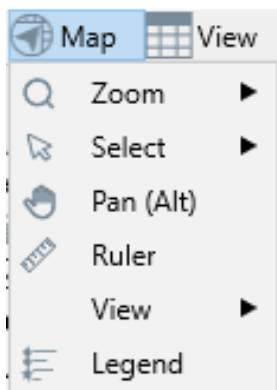 Map View
Zoom
Select
Pan (Alt)
Ruler
View
Legend